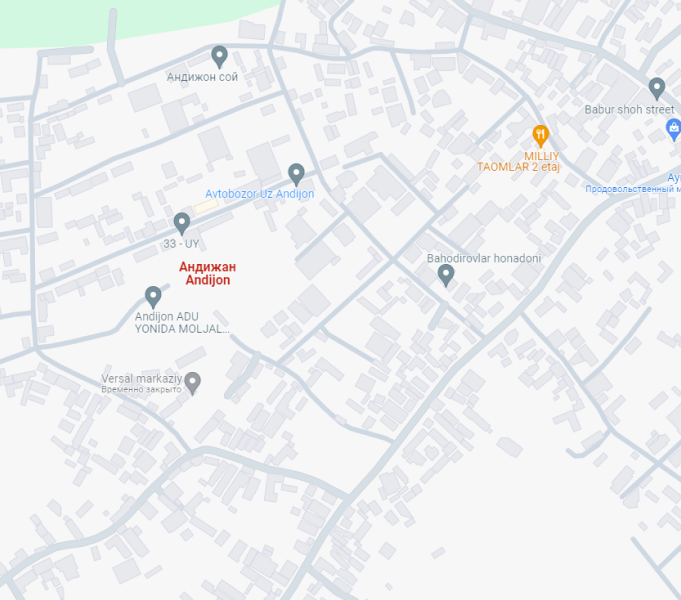 Андижон сой
Babur shoh street
MILLIY
TAOMLAR 2 etaj
Ay
Продовольственный м
Avtobozor Uz Andijon
33 - UY
Андижан
Andijon
Bahodirovlar honadoni
Andijon ADU
YONIDA MOLJAL...
Versal markaziy
Временно закрыто